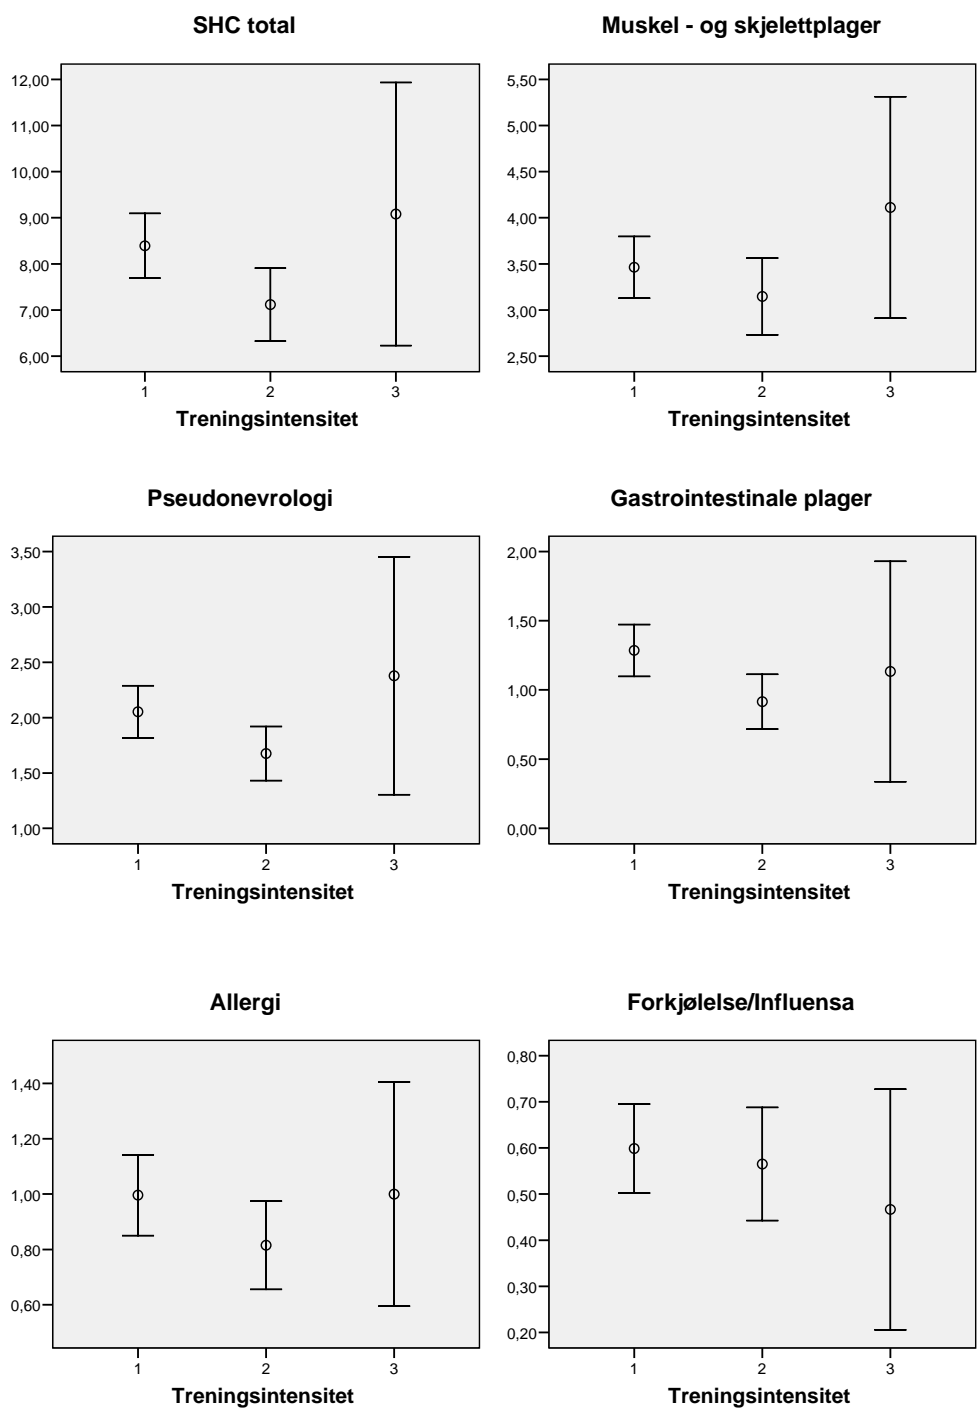 SHC total
12,00
11,00
10,00
9,00
8,00
7,00
6,00
1 2 3
Treningsintensitet
Muskel - og skjelettplager
5,50
5,00
4,50
4,00
3,50
3,00
2,50
1 2 3
Treningsintensitet
Pseudonevrologi
3,50
3,00
2,50
2,00
1,50
1,00
1 2 3
Treningsintensitet
Gastrointestinale plager
2,00
1,50
1,00
0,50
0,00
1 2 3
Treningsintensitet
Allergi
1,40
1,20
1,00
0,80
0,60
1 2 3
Treningsintensitet
Forkjølelse/Influensa
0,80
0,70
0,60
0,50
0,40
0,30
0,20
1 2 3
Treningsintensitet